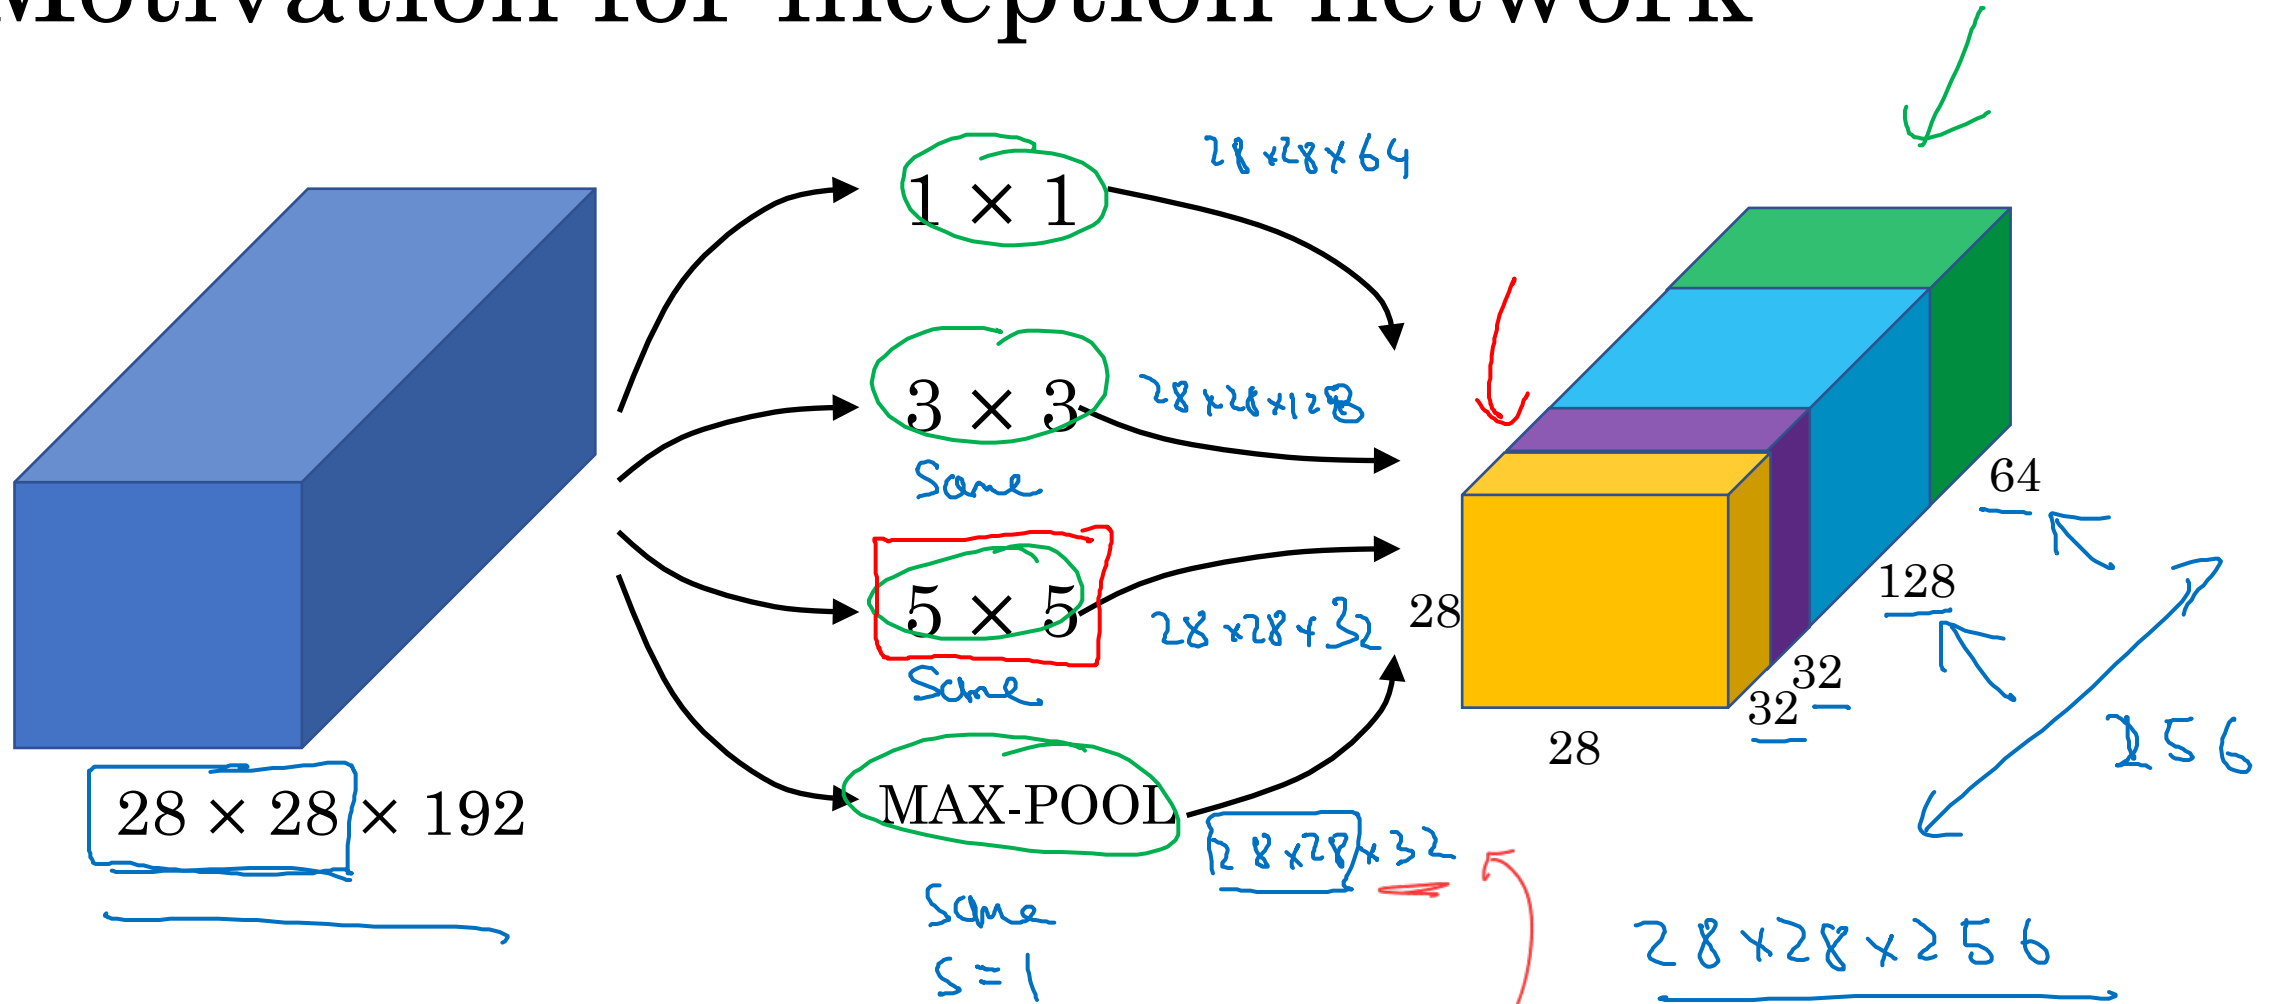 Motivation for inception network
1 × 1
28×28×64
3 × 3
28×28×128
Same
64
5 × 5
28×28×32
28
128
Same
32
32
28
256
28 × 28 × 192
MAX-POOL
28×28×32
Same
s=1
28×28×256